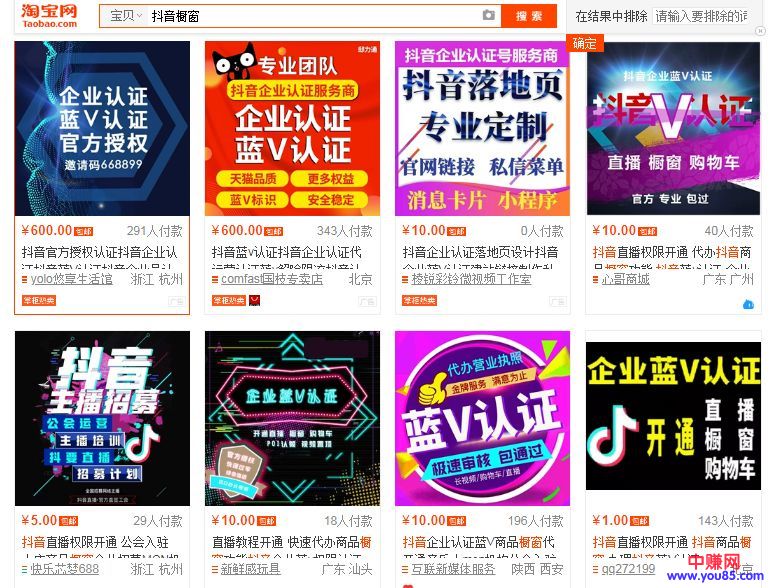 淘宝网
Taobao.com
宝贝
抖音橱窗
搜 索
在结果中排除
请输入要排除的词
确定
企业认证
蓝V认证
官方授权
邀请码668899
专业团队
抖音企业认证服务商
企业认证
蓝V认证
天猫品质
更多权益
蓝V标识
安全稳定
抖音企业认证号服务商
抖音落地页
专业定制
官网链接 私信菜单
消息卡片 小程序
抖音企业蓝V认证
抖音V认证
直播 橱窗 购物车
官方 专业 包过
￥600.00 包邮
291人付款
抖音官方授权认证抖音企业认
yolo悠享生活馆
浙江 杭州
掌柜热卖
广告
￥600.00 包邮
343人付款
抖音蓝v认证抖音企业认证代
comfast国枝专卖店
北京
掌柜热卖
广告
￥10.00 包邮
0人付款
抖音企业认证落地页设计抖音
棱锐彩铃微视频工作室
掌柜热卖
广告
￥10.00 包邮
40人付款
抖音直播权限开通 代办抖音商
心哥商城
广东 广州
抖音
主播招募
公会运营
主播培训
抖要直播
招募计划
企业蓝V认证
开通直播 橱窗 购物车
代办营业执照
金牌服务 满意为止
蓝V认证
极速审核 包通过
长视频/购物车/直播
企业蓝V认证
开通
直 播
橱 窗
购物车
￥5.00 包邮
29人付款
抖音直播权限开通 公会入驻
快乐芯梦688
浙江 杭州
￥10.00 包邮
18人付款
直播教程开通 快速代办商品橱
新鲜感玩具
广东 汕头
￥10.00 包邮
196人付款
抖音企业认证蓝V商品橱窗代
互联新媒体服务
陕西 西安
￥1.00 包邮
143人付款
抖音直播权限开通 抖音商品橱
qq272199
中赚网
www.you85.com